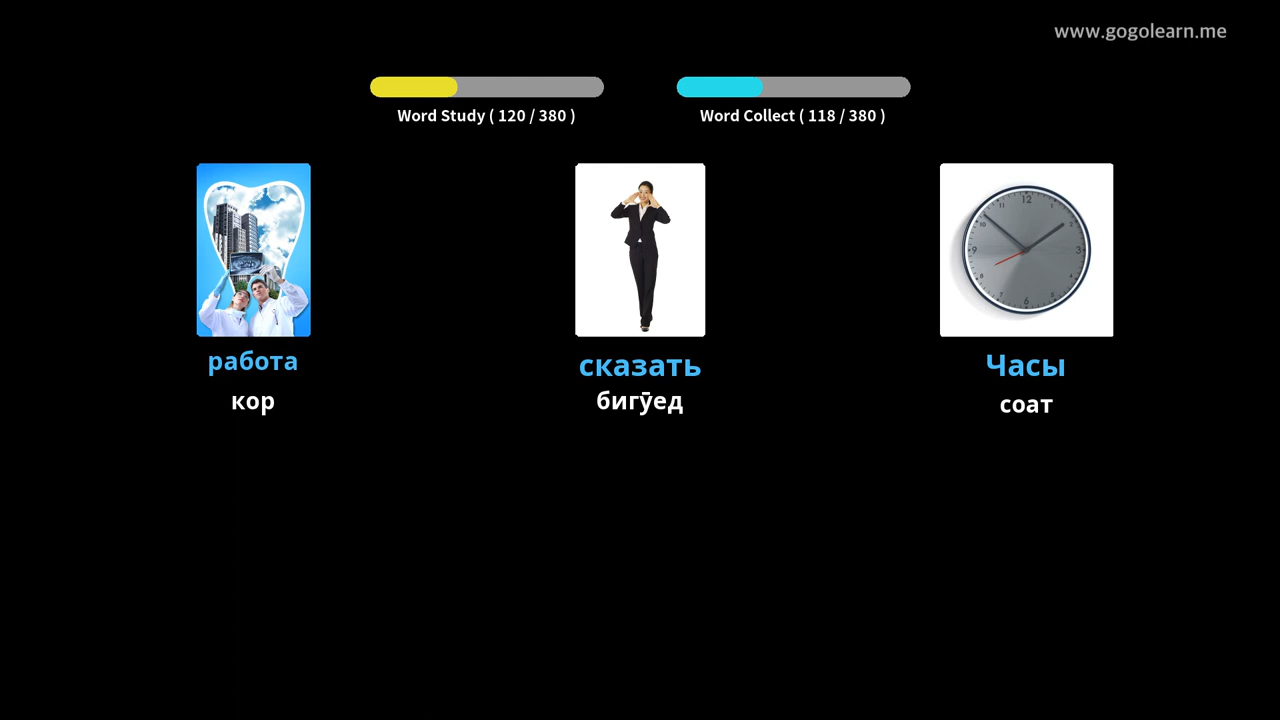 www.gogolearn.me
Word Study ( 120 / 380 )
Word Collect ( 118 / 380 )
работа
сказать
Часы
кор
бигӯед
соат